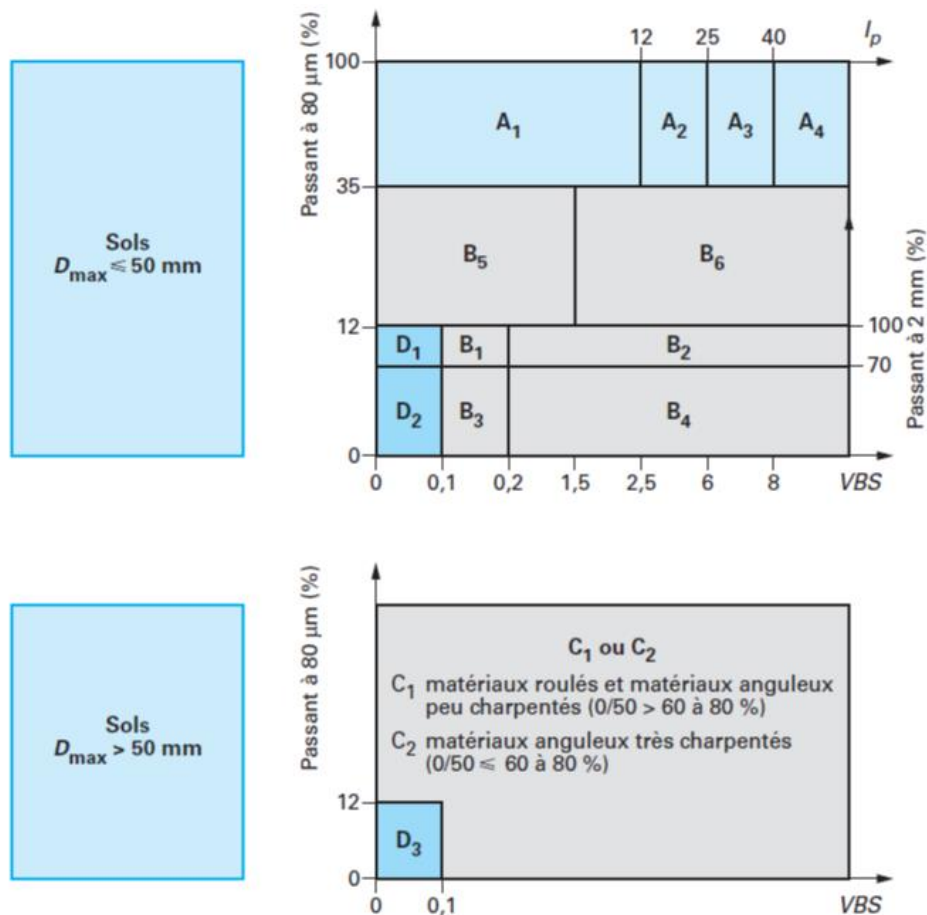 Passant à 80 µm (%)
12 25 40 Ip
100
A1 A2 A3 A4
35
Sols
Dmax ⩽ 50 mm
B5 B6
Passant à 2 mm (%)
12 100
D1 B1 B2
70
D2 B3 B4
0
0 0,1 0,2 1,5 2,5 6 8 VBS
Passant à 80 µm (%)
C1 ou C2
C1 matériaux roulés et matériaux anguleux
peu charpentés (0/50 > 60 à 80 %)
Sols
Dmax > 50 mm
C2 matériaux anguleux très charpentés
(0/50 ⩽ 60 à 80 %)
12
D3
0
0 0,1 VBS